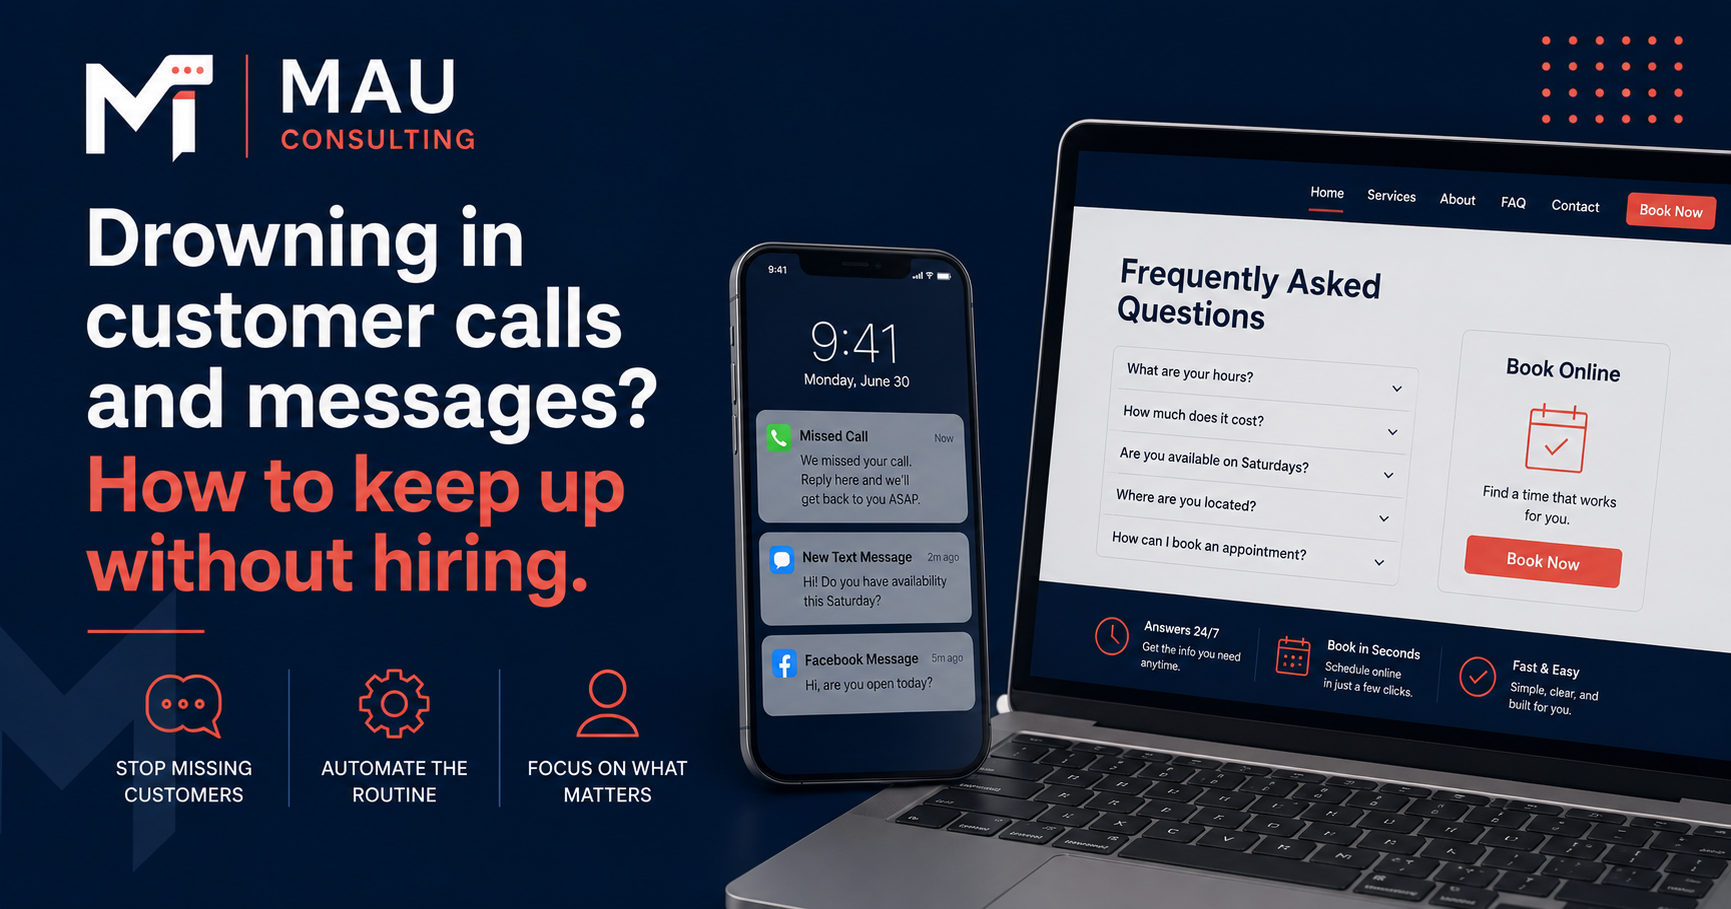 MAU
CONSULTING
Drowning in
customer calls
and messages?
How to keep up
without hiring.
STOP MISSING
CUSTOMERS
AUTOMATE THE
ROUTINE
FOCUS ON WHAT
MATTERS
9:41
9:41
Monday, June 30
Missed Call
Now
We missed your call.
Reply here and we'll
get back to you ASAP.
New Text Message
2m ago
Hi! Do you have availability
this Saturday?
Facebook Message
5m ago
Hi, are you open today?
Home
Services
About
FAQ
Contact
Book Now
Frequently Asked
Questions
What are your hours?
How much does it cost?
Are you available on Saturdays?
Where are you located?
How can I book an appointment?
Book Online
Find a time that works
for you.
Book Now
Answers 24/7
Get the info you need
anytime.
Book in Seconds
Schedule online
in just a few clicks.
Fast & Easy
Simple, clear, and
built for you.